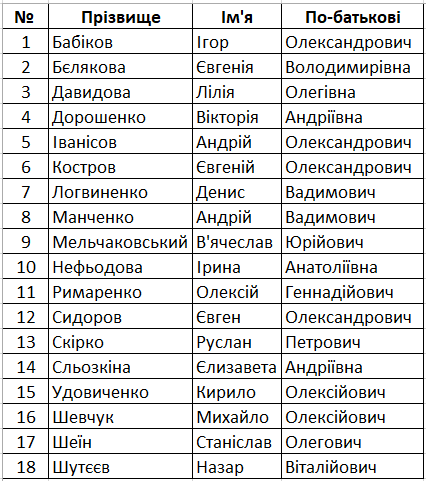 № Прізвище Ім'я По-батькові
1 Бабіков Ігор Олександрович
2 Бєлякова Євгенія Володимирівна
3 Давидова Лілія Олегівна
4 Дорошенко Вікторія Андріївна
5 Іванісов Андрій Олександрович
6 Костров Євгеній Олександрович
7 Логвиненко Денис Вадимович
8 Манченко Андрій Вадимович
9 Мельчаковський В'ячеслав Юрійович
10 Нефьодова Ірина Анатоліївна
11 Римаренко Олексій Геннадійович
12 Сидоров Євген Олександрович
13 Скірко Руслан Петрович
14 Сльозкіна Єлизавета Андріївна
15 Удовиченко Кирило Олексійович
16 Шевчук Михайло Олексійович
17 Шеїн Станіслав Олегович
18 Шутєєв Назар Віталійович